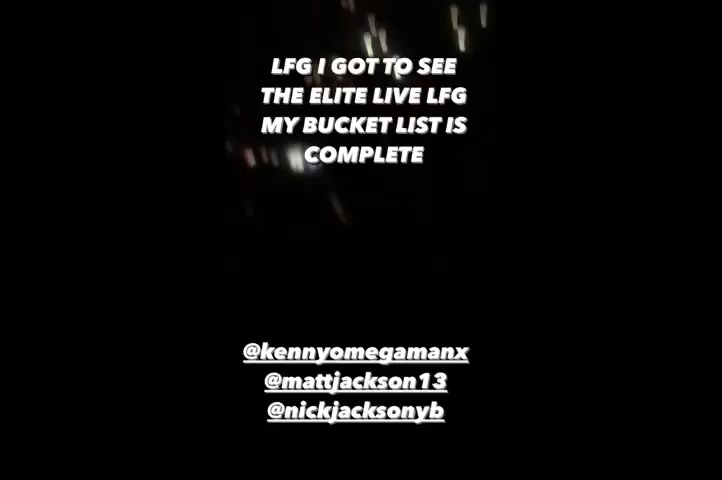 LFG I GOT TO SEE
THE ELITE LIVE LFG
MY BUCKET LIST IS
COMPLETE
@kennyomegamanx
@mattjackson13
@nickjacksonyb